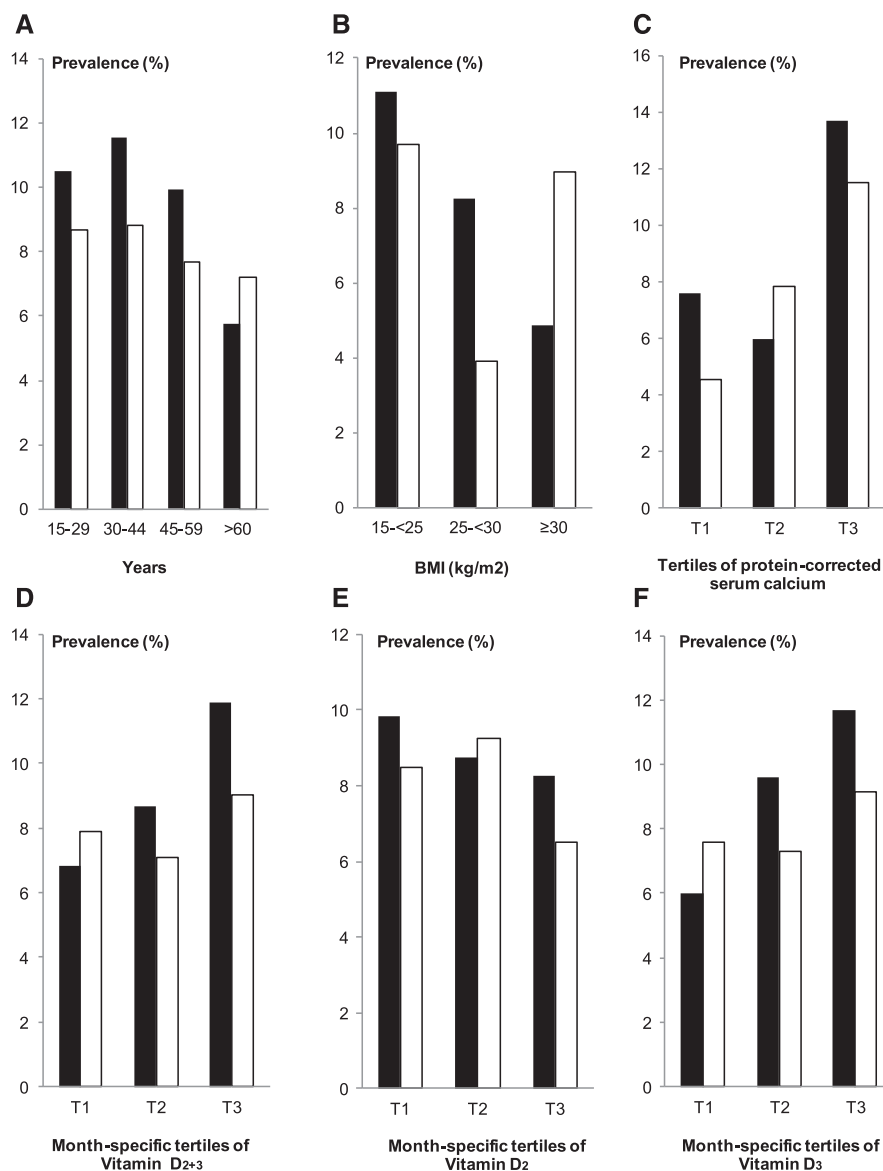 A
Prevalence (%)
14
12
10
8
6
4
2
0
15-29 30-44 45-59 >60
Years
B
Prevalence (%)
12
10
8
6
4
2
0
15-<25 25-<30 ≥30
BMI (kg/m2)
C
Prevalence (%)
16
14
12
10
8
6
4
2
0
T1 T2 T3
Tertiles of protein-corrected
serum calcium
D
Prevalence (%)
14
12
10
8
6
4
2
0
T1 T2 T3
Month-specific tertiles of
Vitamin D2+3
E
Prevalence (%)
12
10
8
6
4
2
0
T1 T2 T3
Month-specific tertiles of
Vitamin D2
F
Prevalence (%)
14
12
10
8
6
4
2
0
T1 T2 T3
Month-specific tertiles of
Vitamin D3